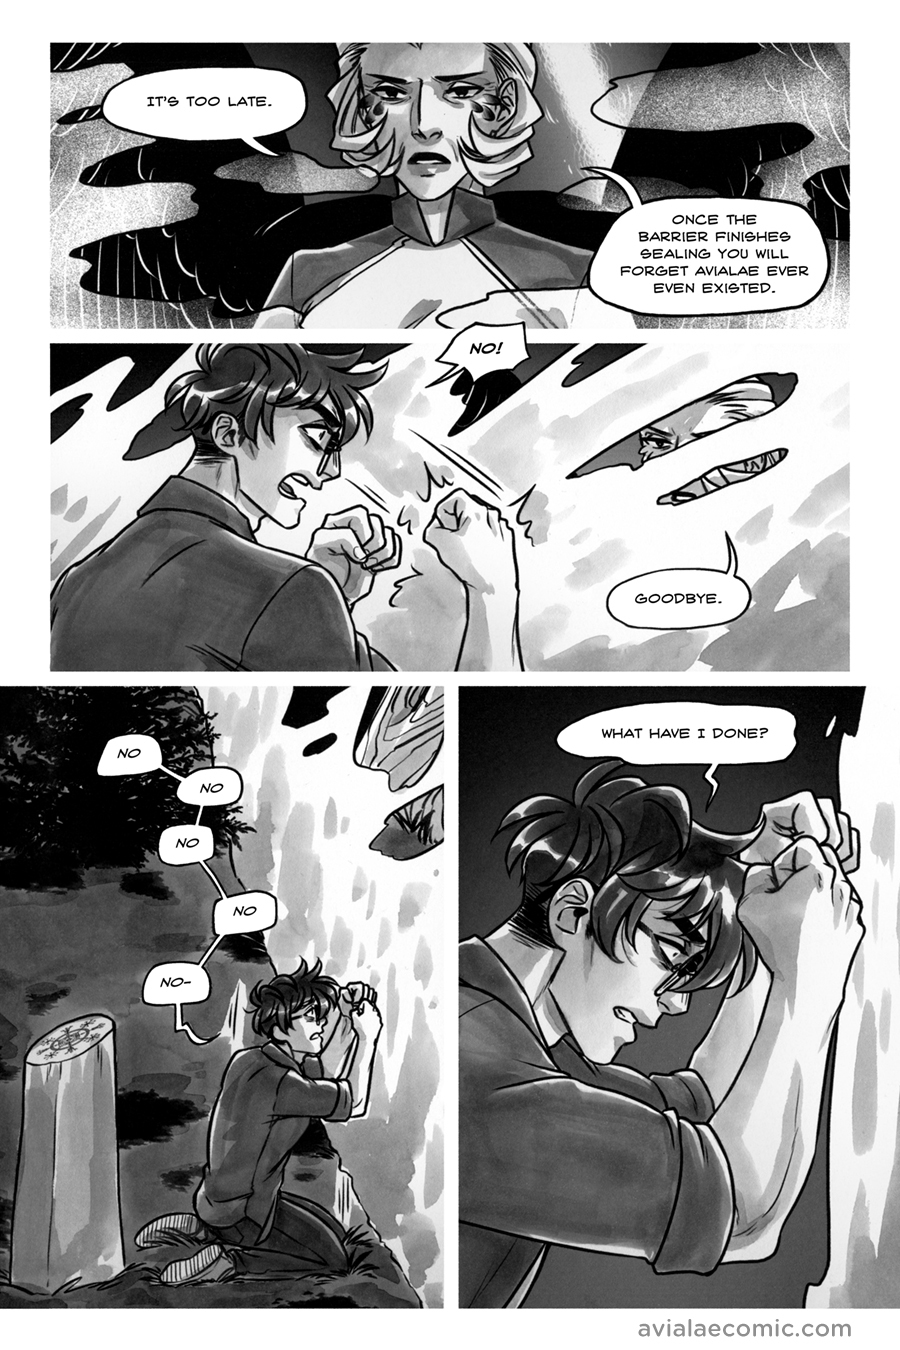 IT'S TOO LATE.
ONCE THE
BARRIER FINISHES
SEALING YOU WILL
FORGET AVIALAE EVER
EVEN EXISTED.
NO!
GOODBYE.
NO
NO
NO
NO
NO-
WHAT HAVE I DONE?
avialaecomic.com